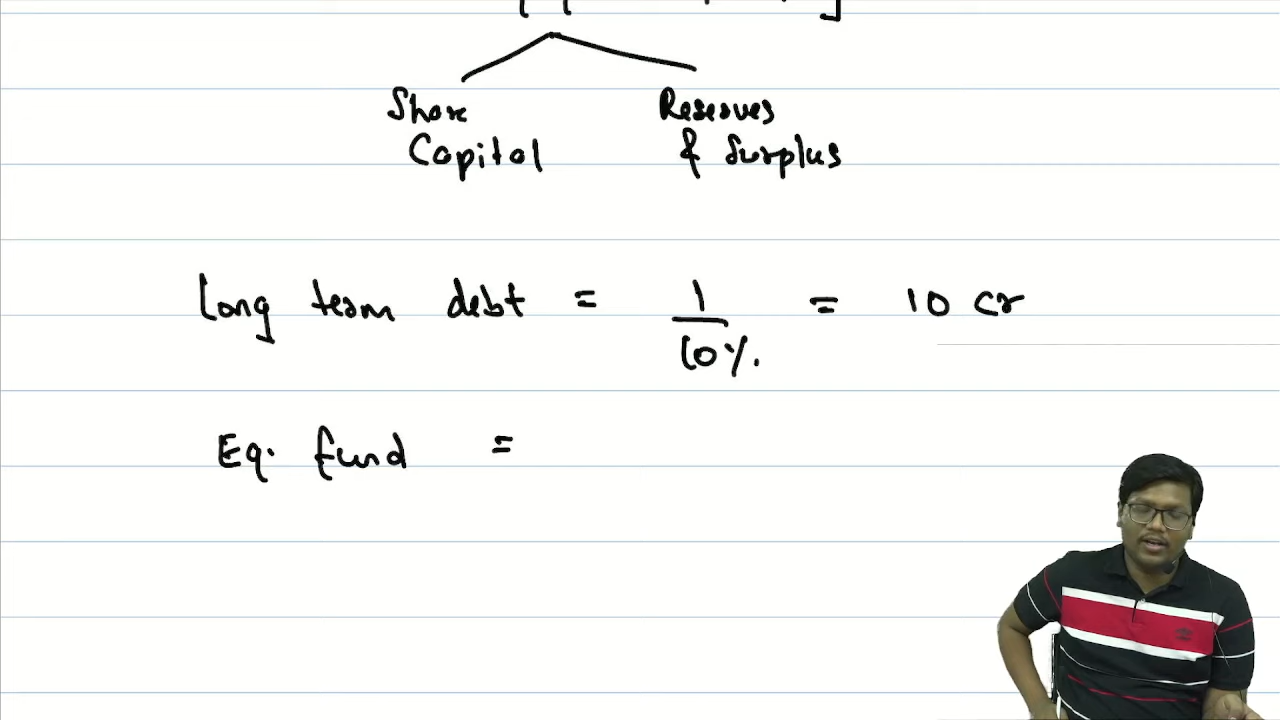 Share Reserves
Capital & Surplus
Long term debt = 1/10% = 10 cr
Eq. fund =